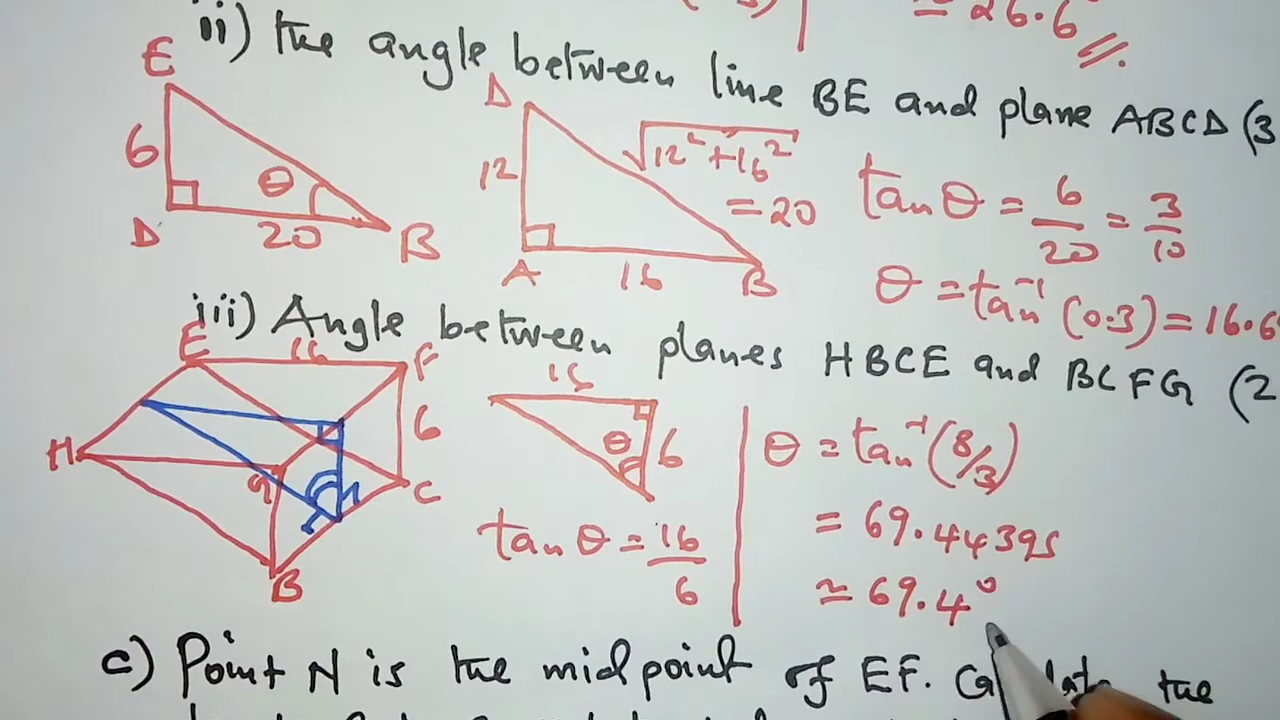 ≃ 26.6
ii) the angle between line BE and plane ABCD (3
E
6
θ
D
20
B
D
12
√12²+16²
= 20
A
16
B
tanθ = 6/20 = 3/10
θ = tan⁻¹ (0.3) = 16.6
iii) Angle between planes HBCE and BCFG (2
E
16
F
6
H
G
C
B
16
θ
6
tanθ = 16/6
θ = tan⁻¹(8/3)
= 69.44395
≃ 69.4°
c) Point N is the midpoint of EF. the